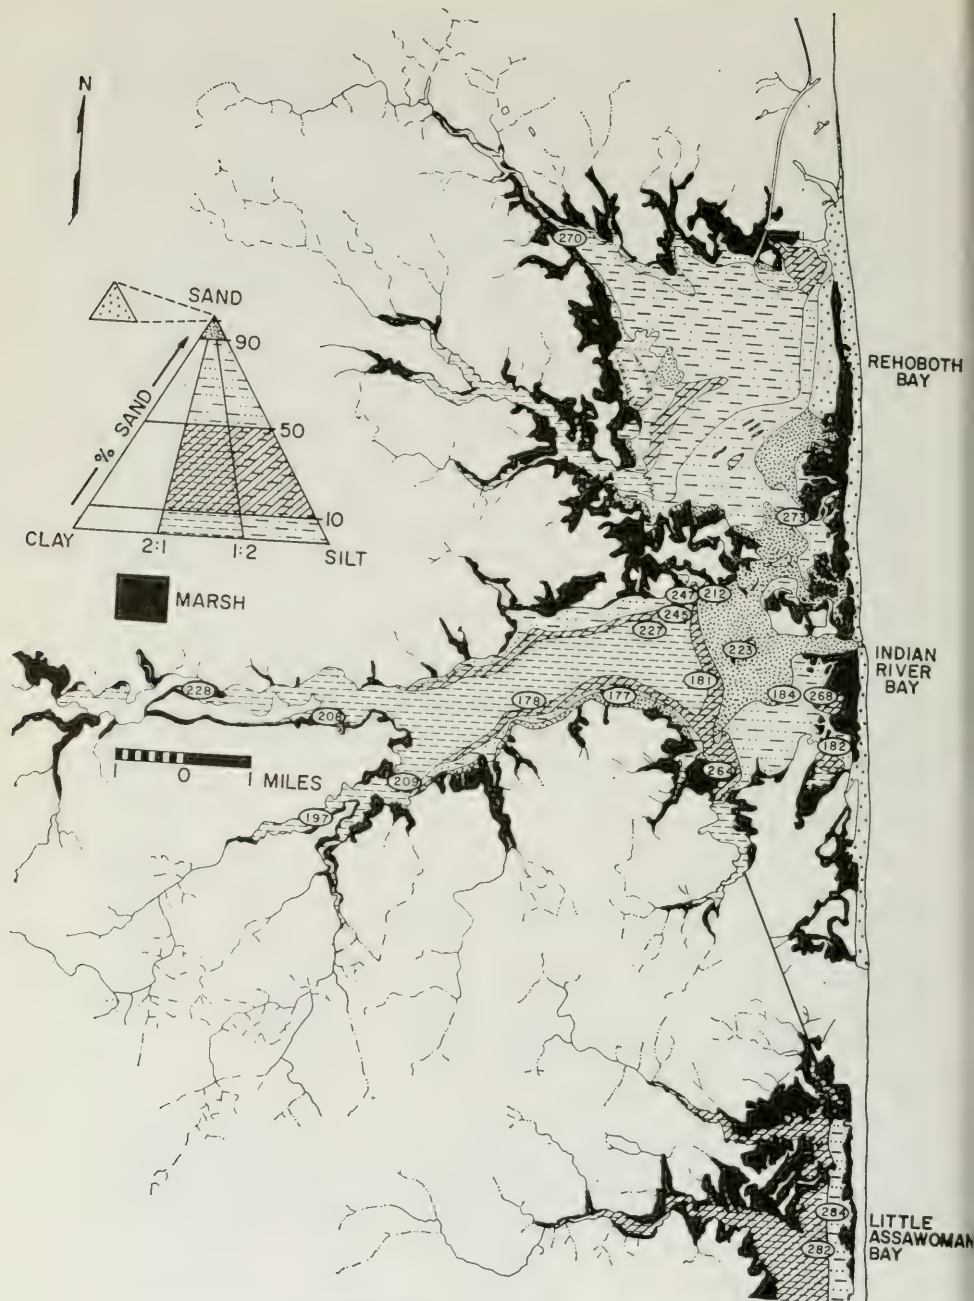 N
270
SAND
90
% SAND
50
10
CLAY
2:1
1:2
SILT
MARSH
REHOBOTH
BAY
273
247
212
245
227
223
INDIAN
RIVER
BAY
181
184
268
228
208
178
177
182
264
209
197
1 0 1 MILES
284
LITTLE
ASSAWOMAN
BAY
282